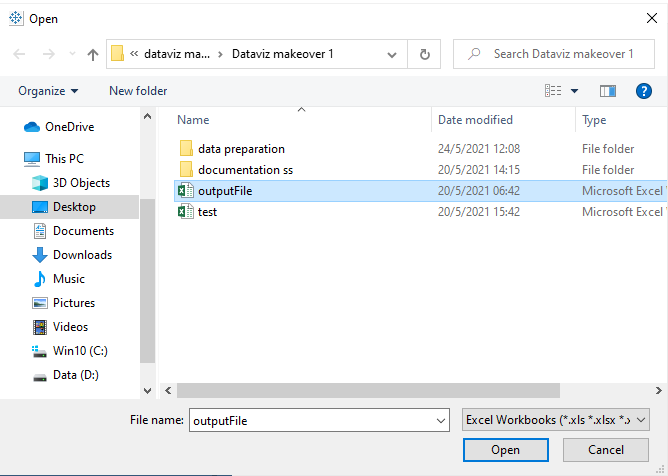 Open
« dataviz ma... › Dataviz makeover 1
Search Dataviz makeover 1
Organize
New folder
?
OneDrive
This PC
3D Objects
Desktop
Documents
Downloads
Music
Pictures
Videos
Win10 (C:)
Data (D:)
Name Date modified Type
data preparation 24/5/2021 12:08 File folder
documentation ss 20/5/2021 14:15 File folder
outputFile 20/5/2021 06:42 Microsoft Excel
test 20/5/2021 15:42 Microsoft Excel
File name: outputFile Excel Workbooks (*.xls *.xlsx *.
Open Cancel